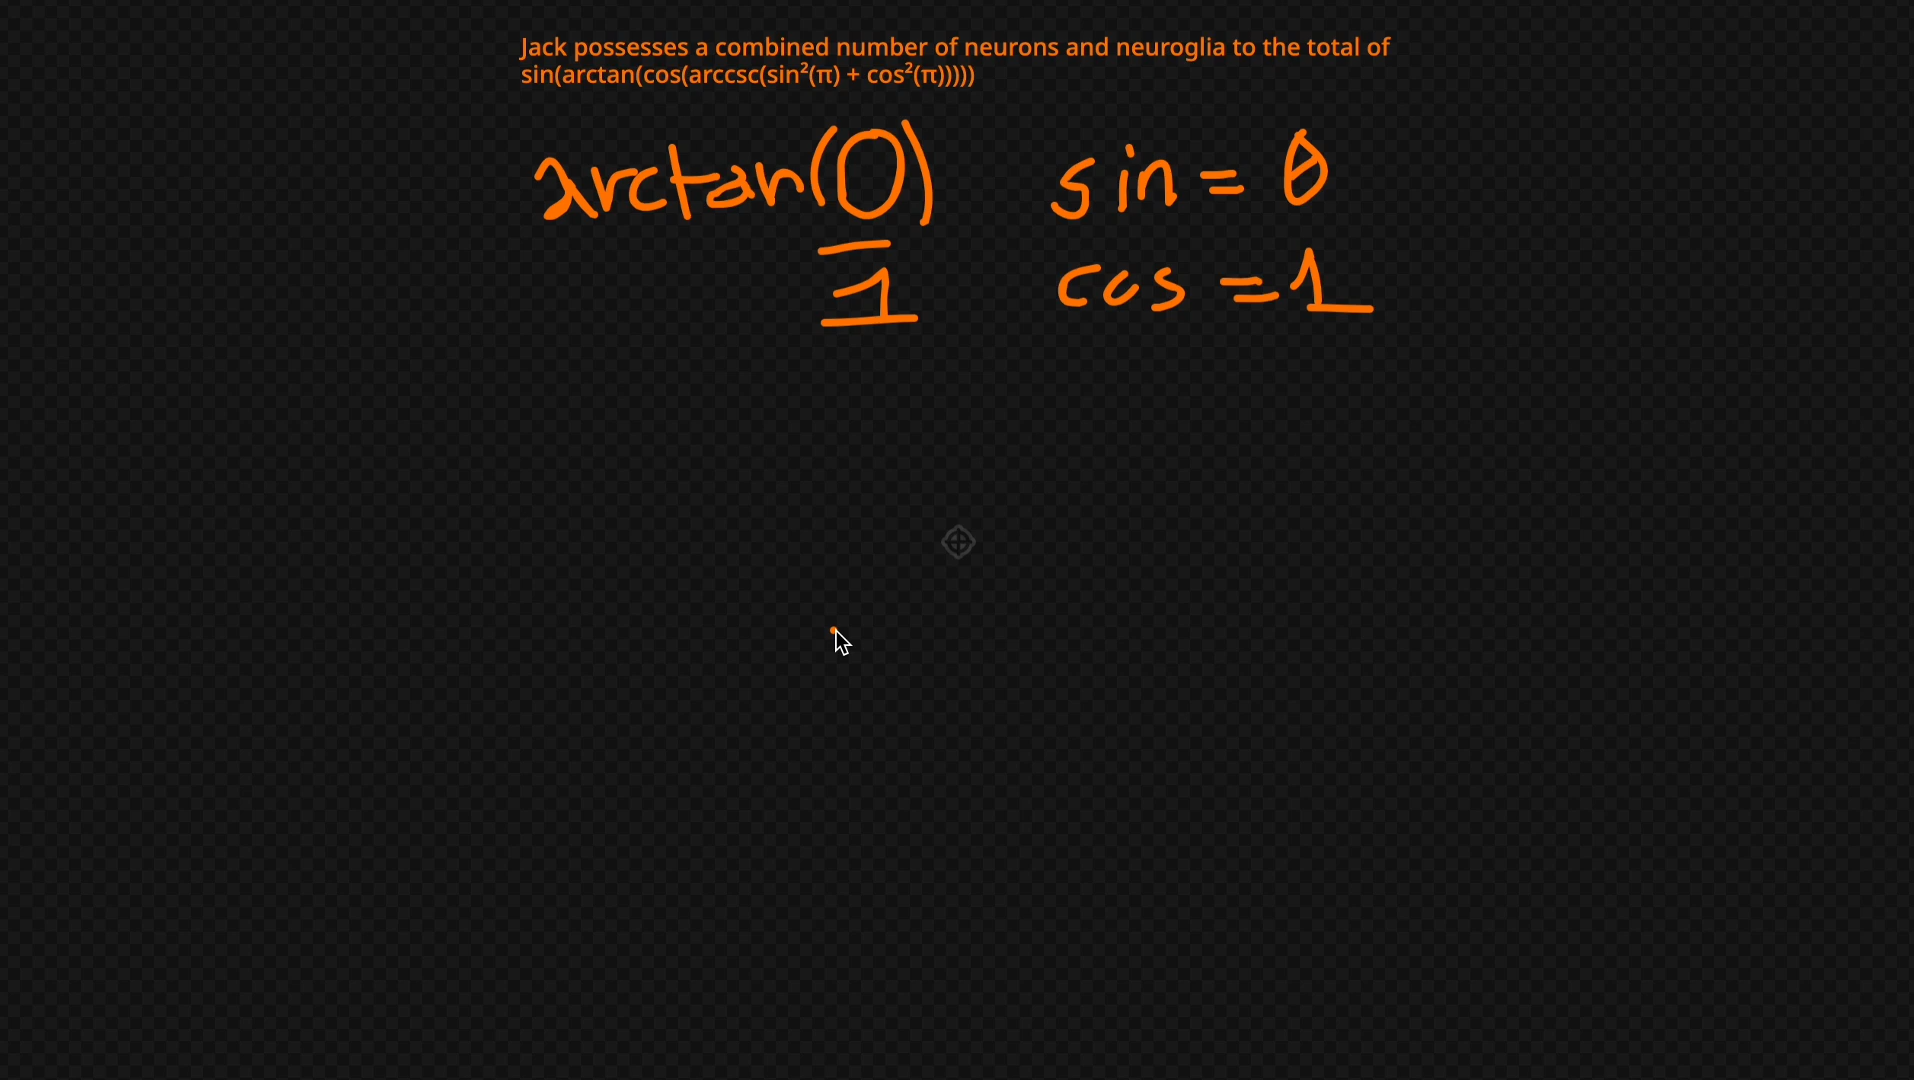 Jack possesses a combined number of neurons and neuroglia to the total of
sin(arctan(cos(arccsc(sin²(π) + cos²(π)))))
arctan(0) sin = 0
1 cos = 1